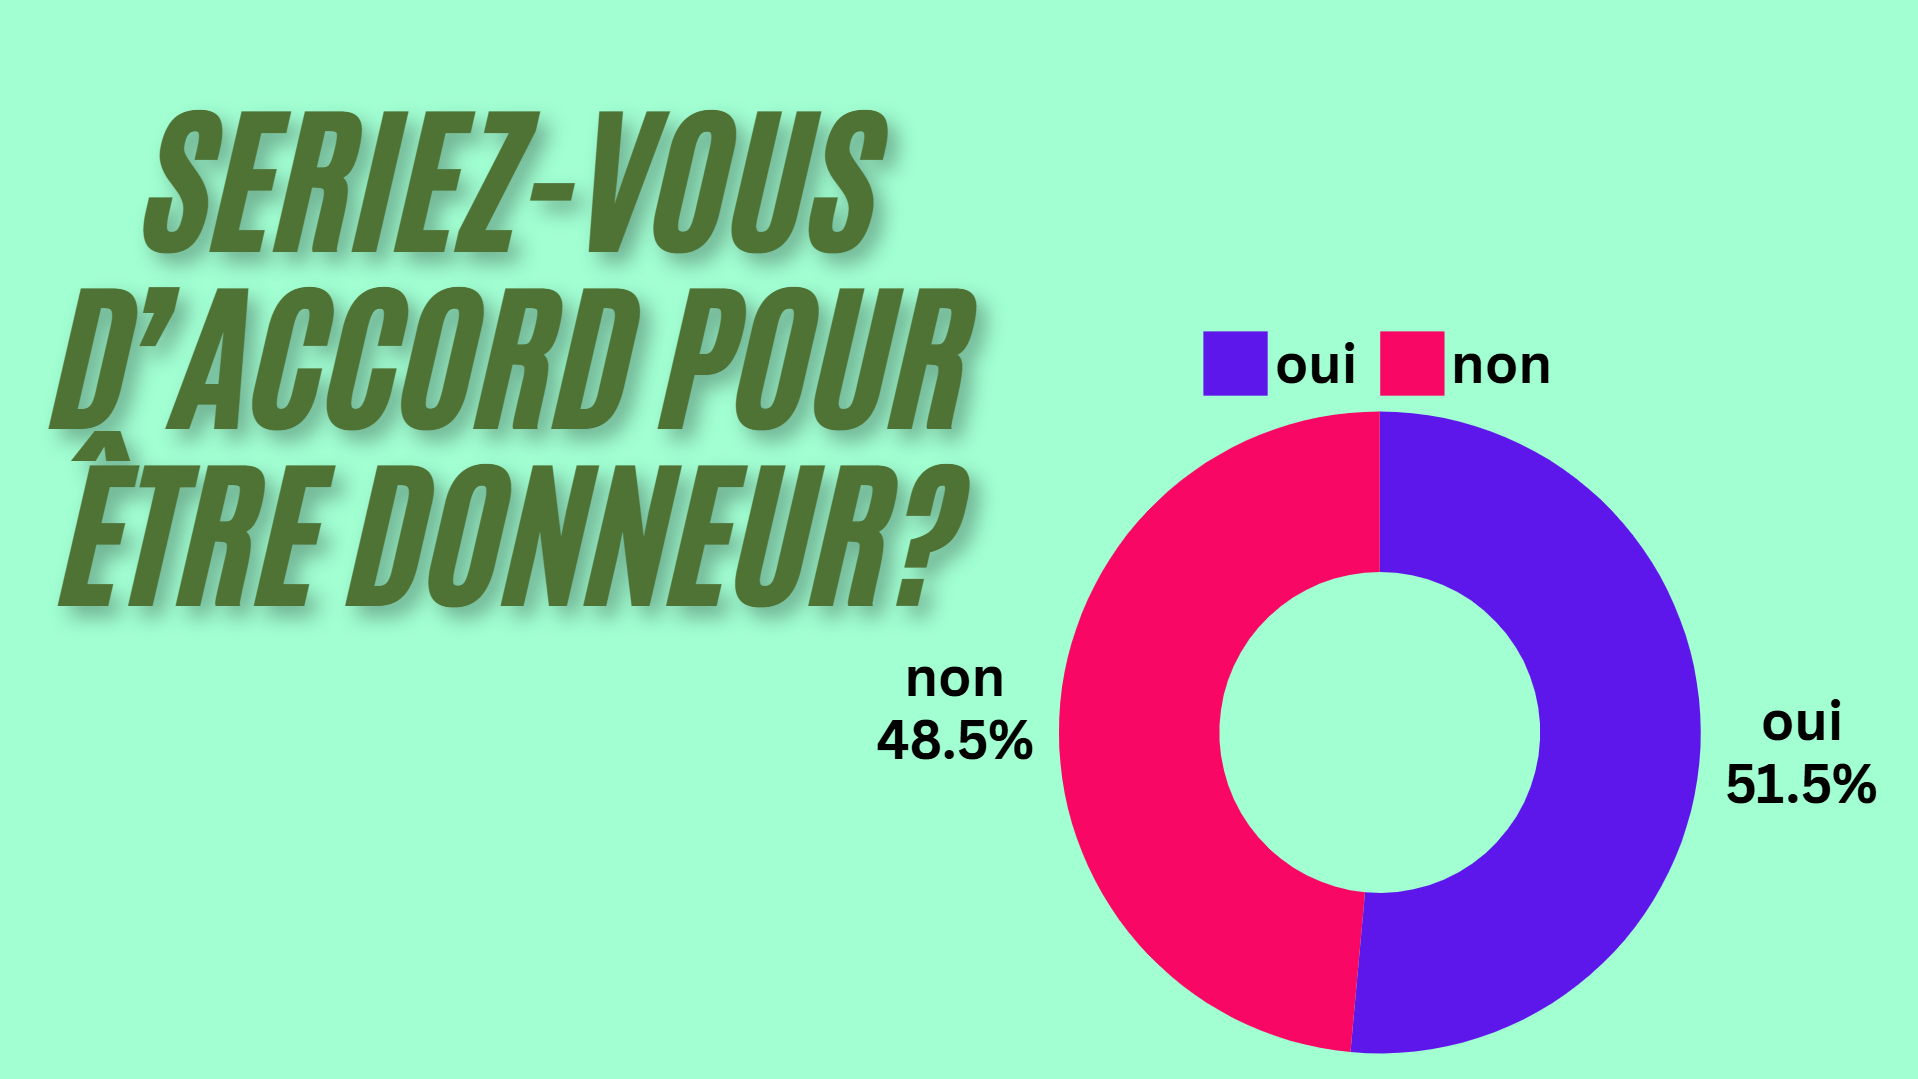 SERIEZ-VOUS
D’ACCORD POUR
ÊTRE DONNEUR?
oui non
non
48.5%
oui
51.5%